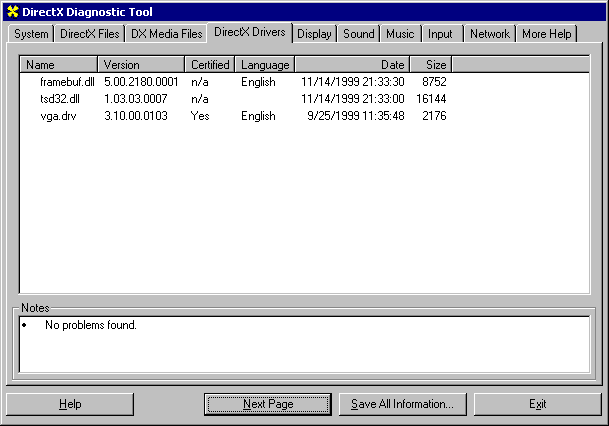 DirectX Diagnostic Tool
System DirectX Files DX Media Files DirectX Drivers Display Sound Music Input Network More Help
Name Version Certified Language Date Size
framebuf.dll 5.00.2180.0001 n/a English 11/14/1999 21:33:30 8752
tsd32.dll 1.03.03.0007 n/a 11/14/1999 21:33:00 16144
vga.drv 3.10.00.0103 Yes English 9/25/1999 11:35:48 2176
Notes
• No problems found.
Help Next Page Save All Information... Exit